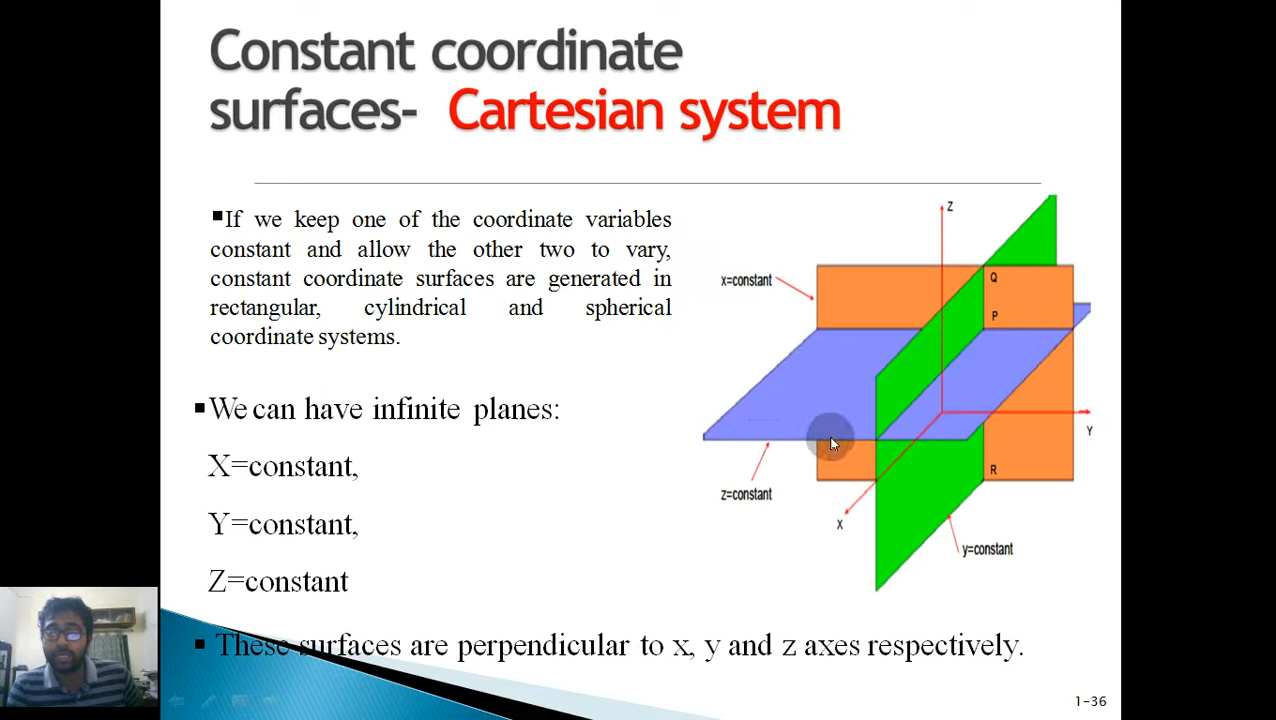 Constant coordinate
surfaces- Cartesian system
▪If we keep one of the coordinate variables
constant and allow the other two to vary,
constant coordinate surfaces are generated in
rectangular, cylindrical and spherical
coordinate systems.
▪We can have infinite planes:
X=constant,
Y=constant,
Z=constant
▪ These surfaces are perpendicular to x, y and z axes respectively.
Z
x=constant
Q
P
Y
R
z=constant
X
y=constant
1-36